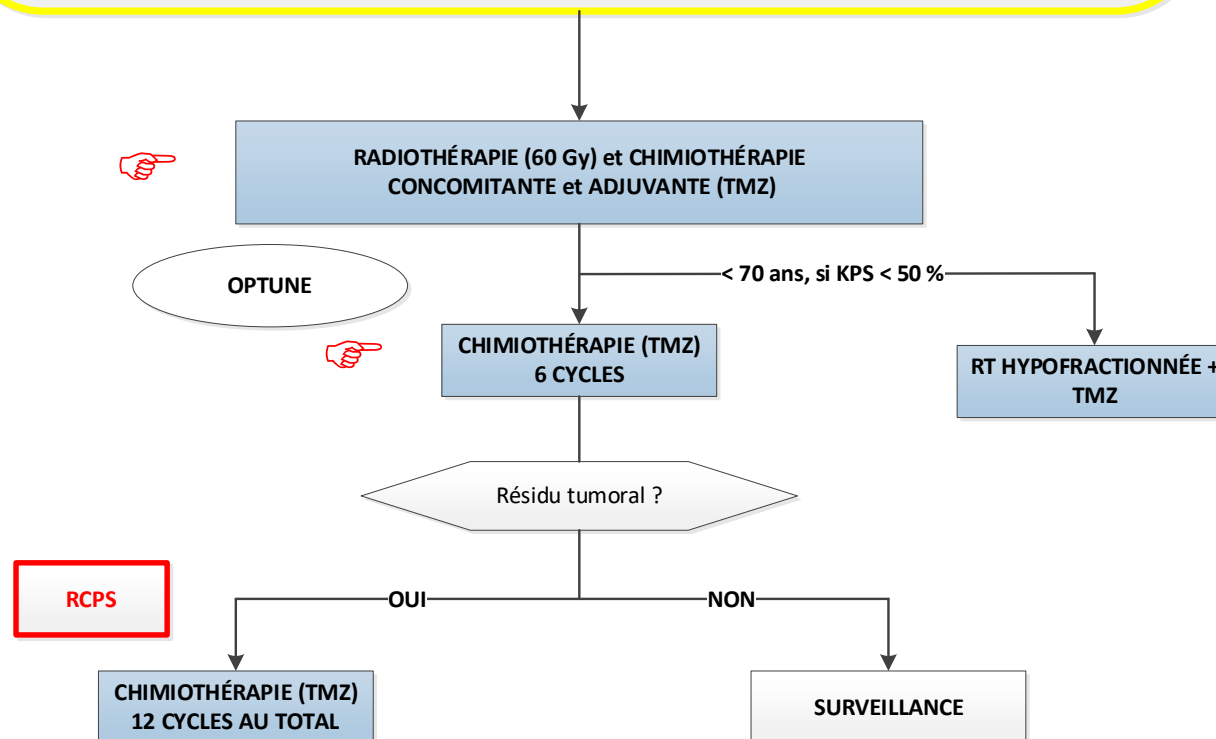 RADIOTHÉRAPIE (60 Gy) et CHIMIOTHÉRAPIE
CONCOMITANTE et ADJUVANTE (TMZ)
OPTUNE
< 70 ans, si KPS < 50 %
CHIMIOTHÉRAPIE (TMZ)
6 CYCLES
RT HYPOFRACTIONNÉE +
TMZ
Résidu tumoral ?
RCPS
OUI
NON
CHIMIOTHÉRAPIE (TMZ)
12 CYCLES AU TOTAL
SURVEILLANCE